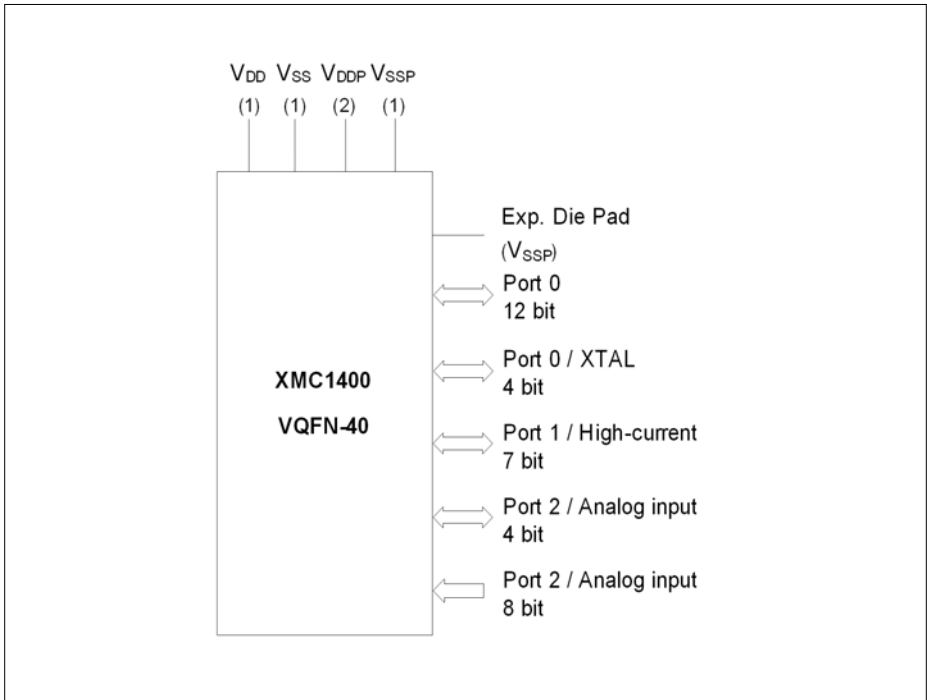 VDD VSS VDDP VSSP
(1) (1) (2) (1)
Exp. Die Pad
(VSSP)
Port 0
12 bit
Port 0 / XTAL
4 bit
XMC1400
VQFN-40
Port 1 / High-current
7 bit
Port 2 / Analog input
4 bit
Port 2 / Analog input
8 bit